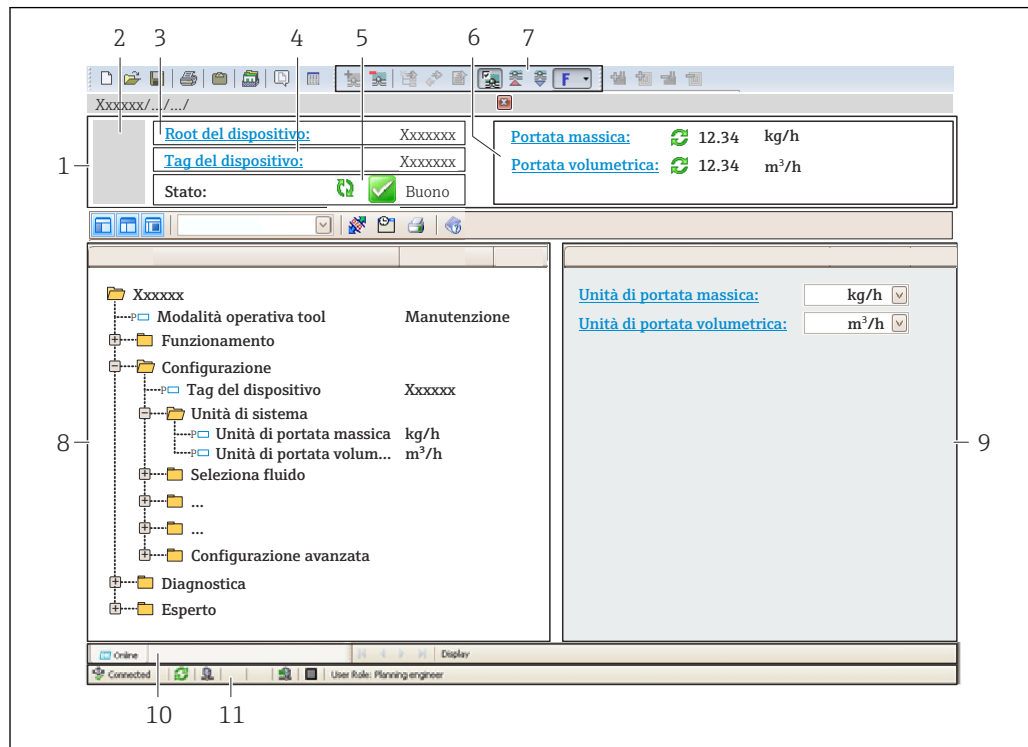 2 3 4 5 6 7
F
Xxxxxx/.../.../
1
Root del dispositivo: Xxxxxxx
Tag del dispositivo: Xxxxxxx
Stato: Buono
Portata massica: 12.34 kg/h
Portata volumetrica: 12.34 m³/h
Xxxxxx
P Modalità operativa tool Manutenzione
Funzionamento
Configurazione
P Tag del dispositivo Xxxxxx
Unità di sistema
P Unità di portata massica kg/h
P Unità di portata volum... m³/h
Seleziona fluido
...
...
Configurazione avanzata
Diagnostica
Esperto
8
Unità di portata massica: kg/h
Unità di portata volumetrica: m³/h
9
Online Display
Connected User Role: Planning engineer
10 11